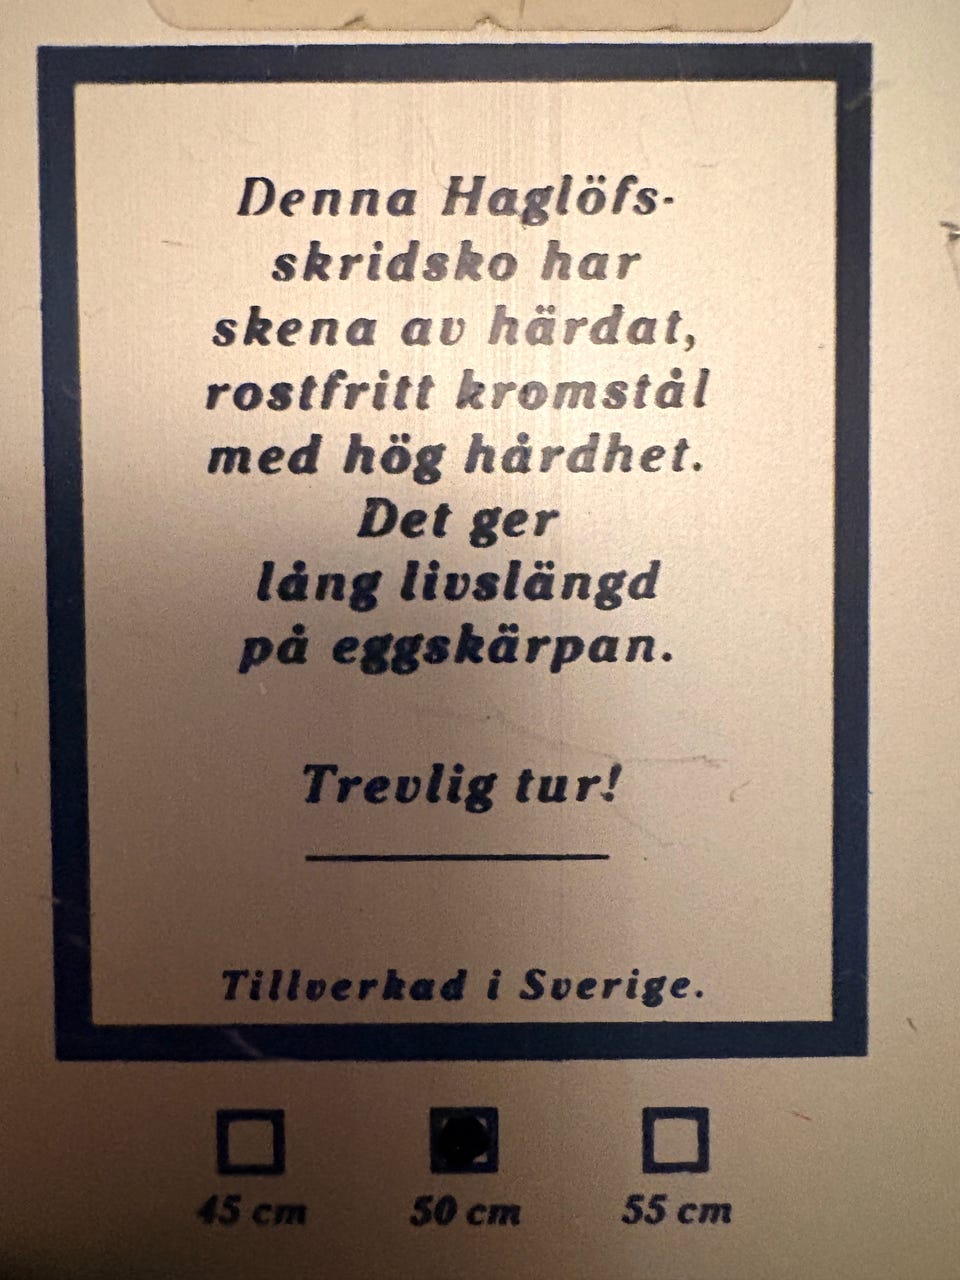 Denna Haglöfs-
skridsko har
skena av härdat,
rostfritt kromstål
med hög hårdhet.
Det ger
lång livslängd
på eggskärpan.
Trevlig tur!
Tillverkad i Sverige.
45 cm 50 cm 55 cm